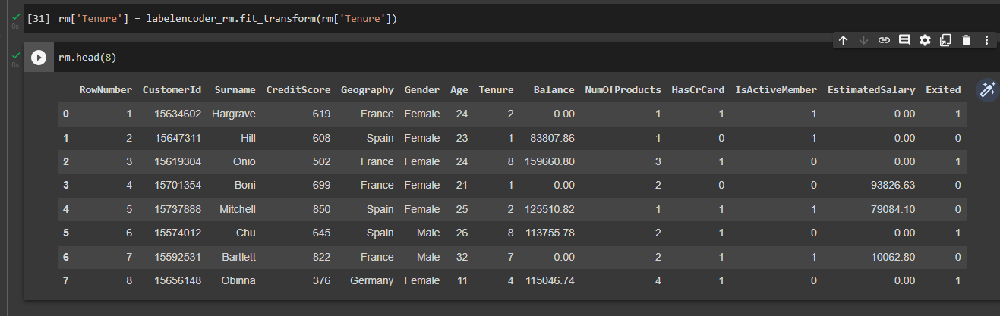 [31] rm['Tenure'] = labelencoder_rm.fit_transform(rm['Tenure'])
0s
rm.head(8)
0s
RowNumber CustomerId Surname CreditScore Geography Gender Age Tenure Balance NumOfProducts HasCrCard IsActiveMember EstimatedSalary Exited
0 1 15634602 Hargrave 619 France Female 24 2 0.00 1 1 1 0.00 1
1 2 15647311 Hill 608 Spain Female 23 1 83807.86 1 0 1 0.00 0
2 3 15619304 Onio 502 France Female 24 8 159660.80 3 1 0 0.00 1
3 4 15701354 Boni 699 France Female 21 1 0.00 2 0 0 93826.63 0
4 5 15737888 Mitchell 850 Spain Female 25 2 125510.82 1 1 1 79084.10 0
5 6 15574012 Chu 645 Spain Male 26 8 113755.78 2 1 0 0.00 1
6 7 15592531 Bartlett 822 France Male 32 7 0.00 2 1 1 10062.80 0
7 8 15656148 Obinna 376 Germany Female 11 4 115046.74 4 1 0 0.00 1